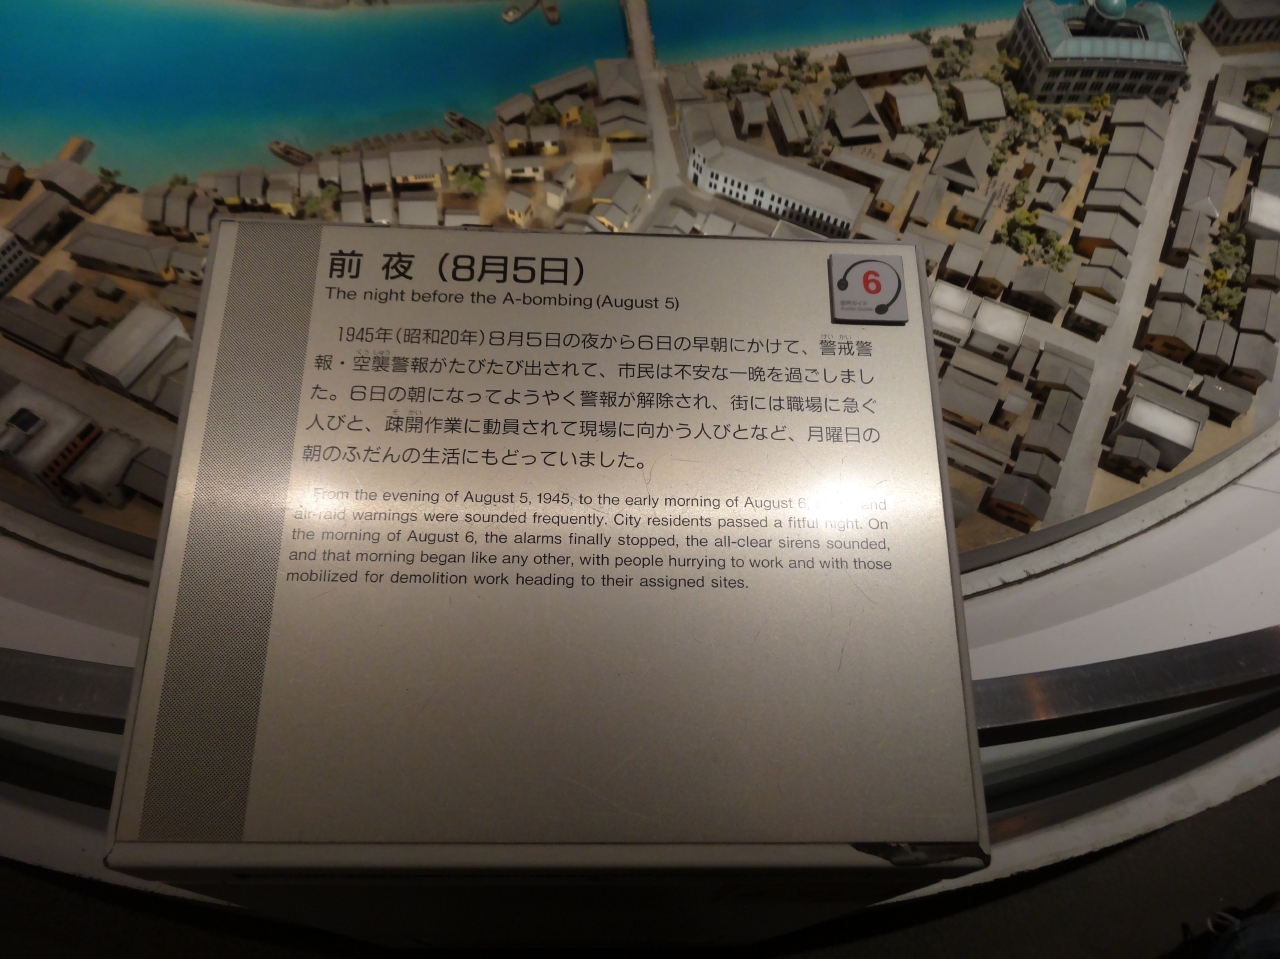 前 夜（8月5日）
The night before the A-bombing (August 5)
6
音声ガイド
Audio Guide
1945年（昭和20年）８月５日の夜から６日の早朝にかけて、警戒警
報・空襲警報がたびたび出されて、市民は不安な一晩を過ごしまし
た。６日の朝になってようやく警報が解除され、街には職場に急ぐ
人びとと、疎開作業に動員されて現場に向かう人びとなど、月曜日の
朝のふだんの生活にもどっていました。
From the evening of August 5, 1945, to the early morning of August 6, and
air-raid warnings were sounded frequently. City residents passed a fitful night. On
the morning of August 6, the alarms finally stopped, the all-clear sirens sounded,
and that morning began like any other, with people hurrying to work and with those
mobilized for demolition work heading to their assigned sites.